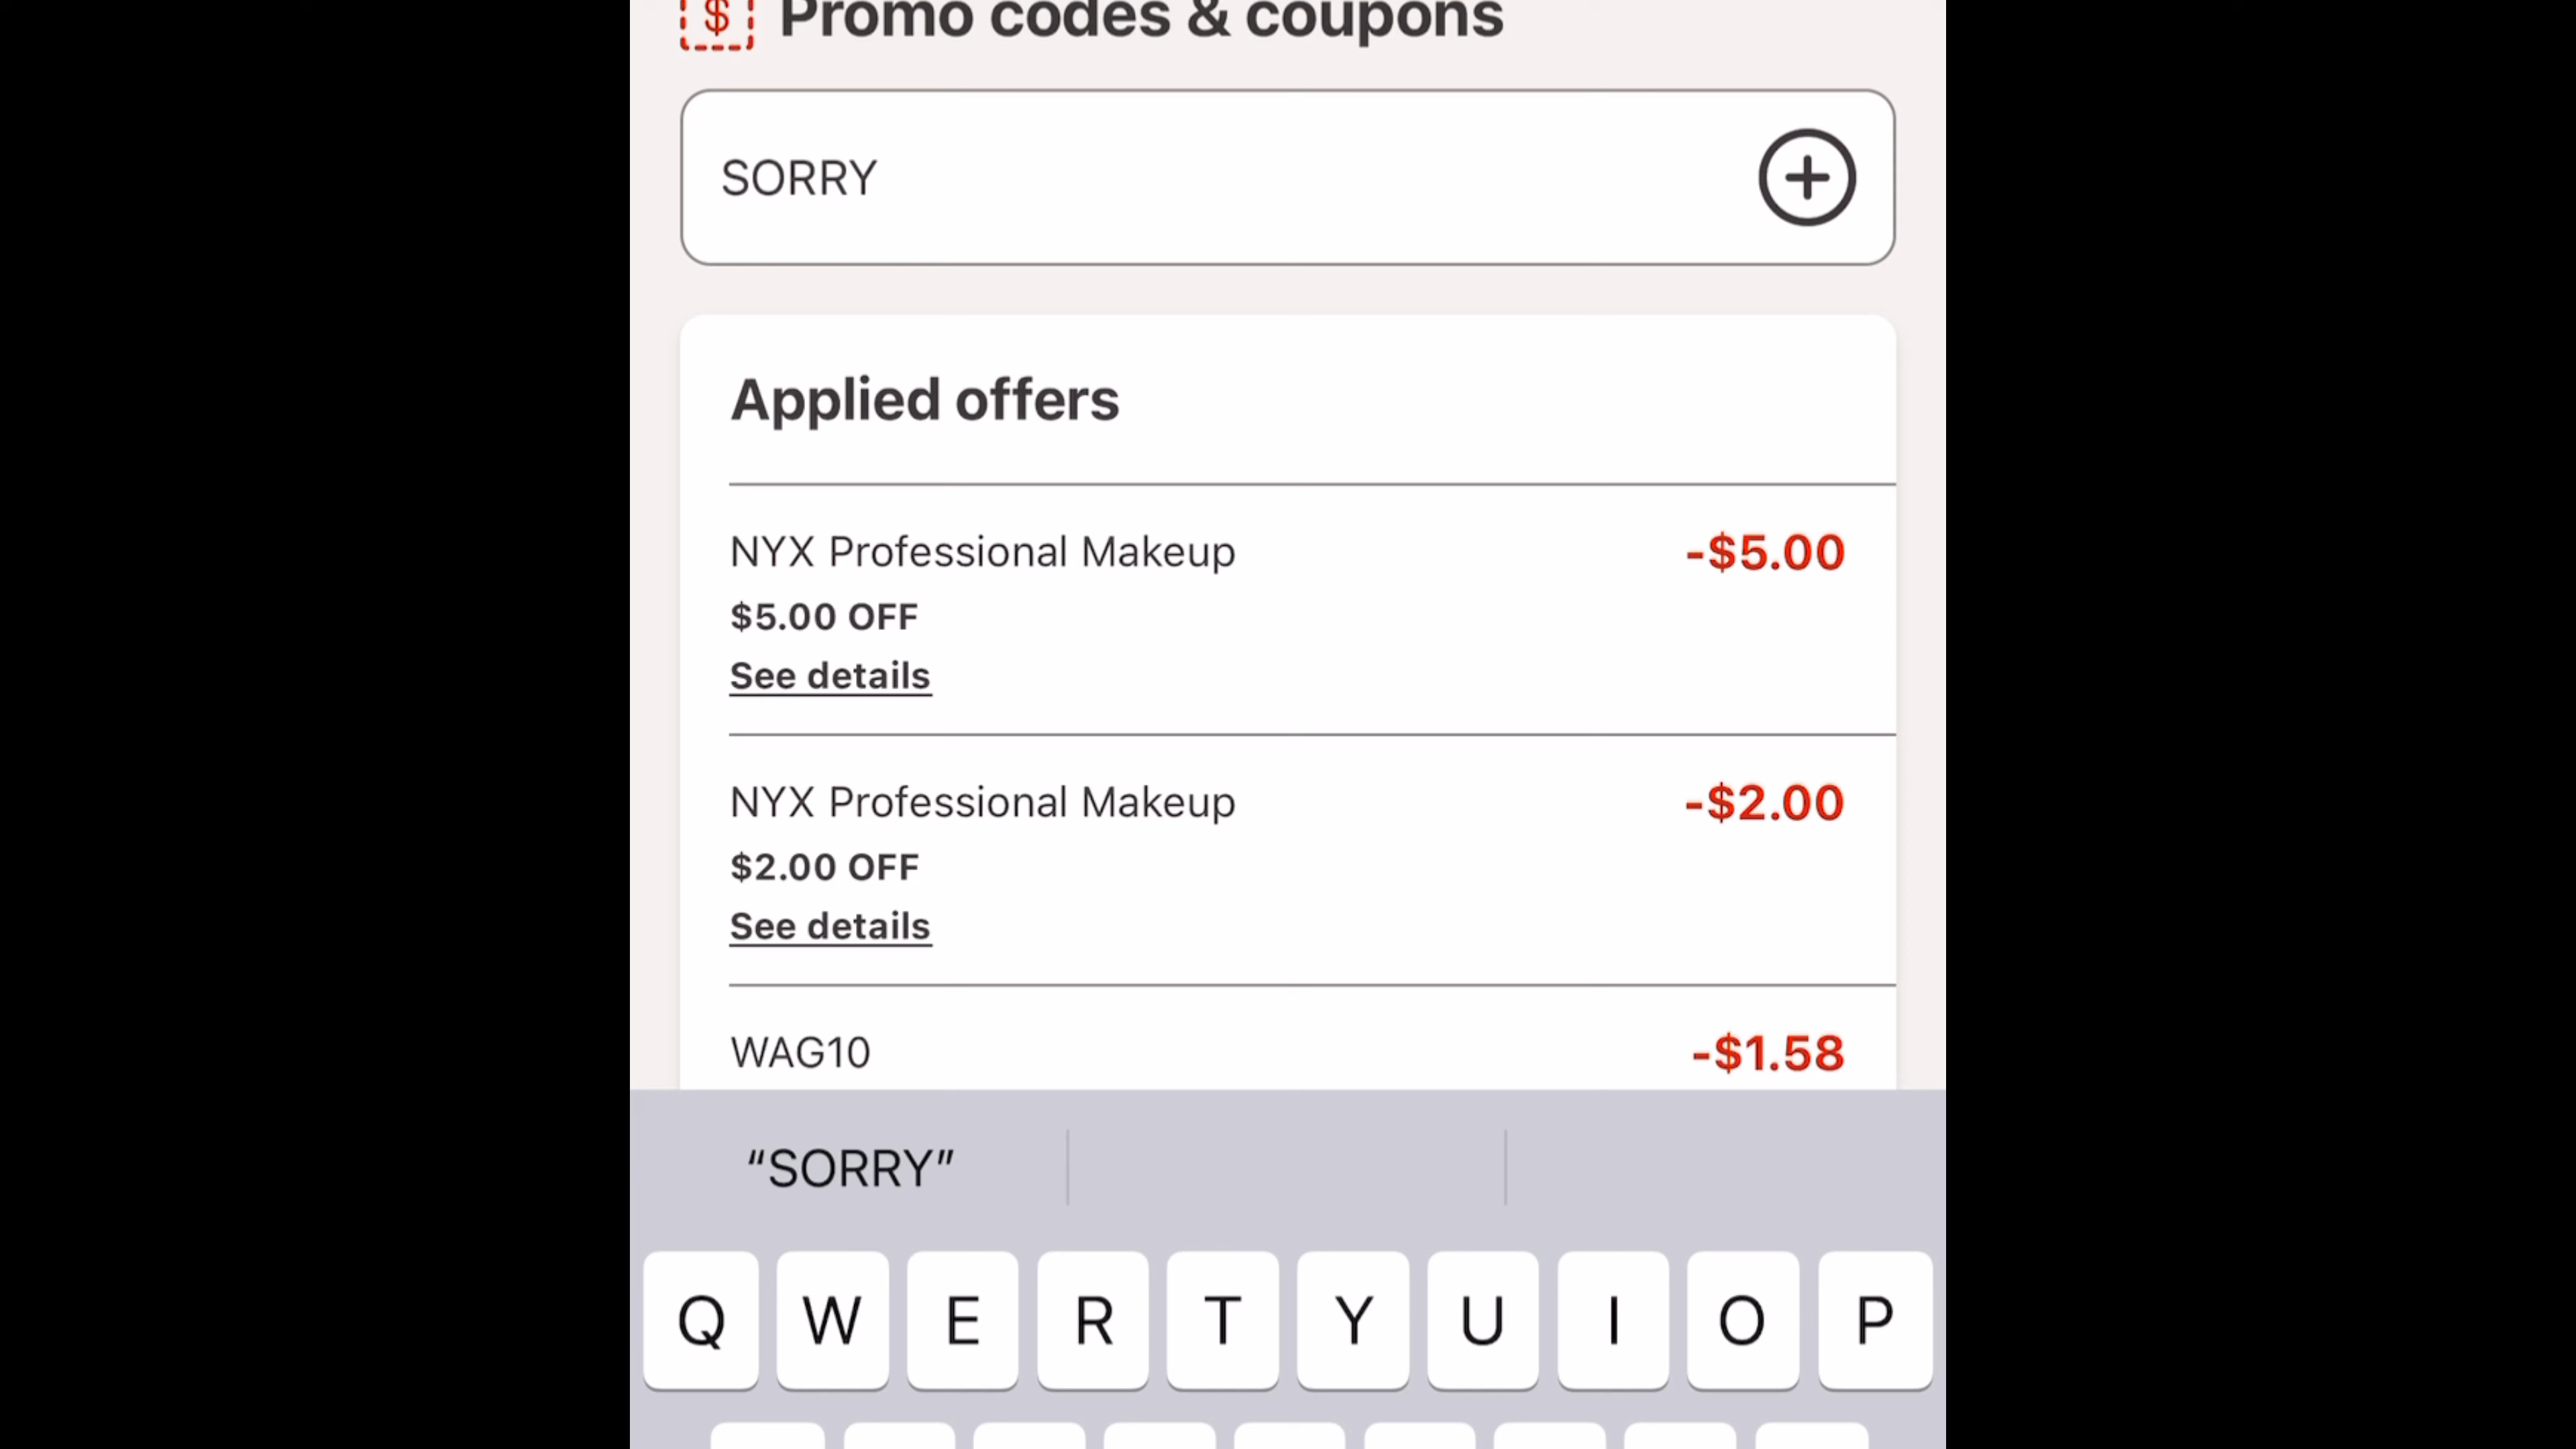 $ Promo codes & coupons
SORRY
Applied offers
NYX Professional Makeup -$5.00
$5.00 OFF
See details
NYX Professional Makeup -$2.00
$2.00 OFF
See details
WAG10 -$1.58
“SORRY”
Q W E R T Y U I O P